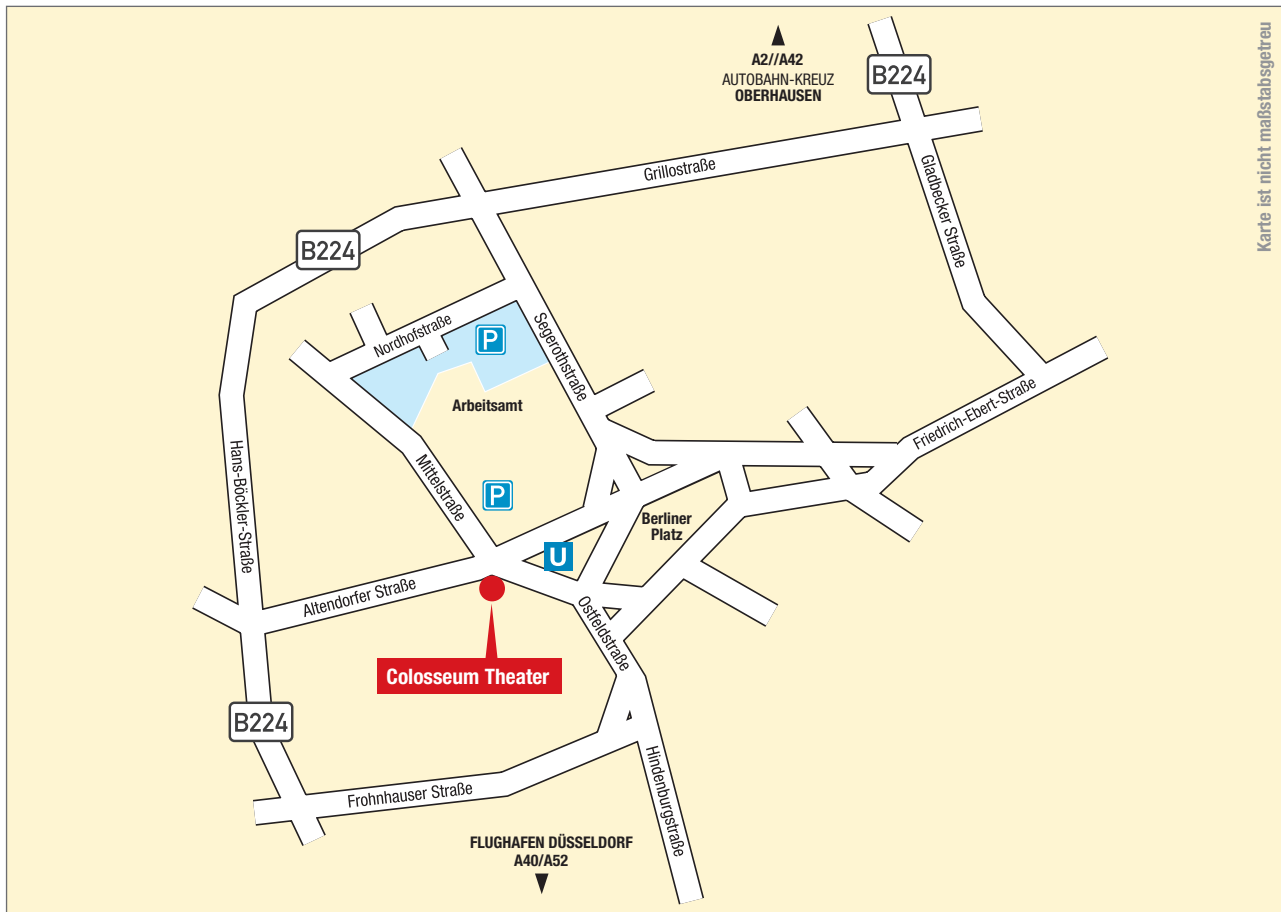 A2//A42
AUTOBAHN-KREUZ
OBERHAUSEN
B224
Karte ist nicht maßstabsgetreu
Grillostraße
Gladbecker Straße
B224
Nordhofstraße
P
Segerothstraße
Arbeitsamt
Friedrich-Ebert-Straße
Hans-Böckler-Straße
Mittelstraße
P
Berliner
Platz
U
Altendorfer Straße
Ostfeldstraße
Colosseum Theater
B224
Hindenburgstraße
Frohnhauser Straße
FLUGHAFEN DÜSSELDORF
A40/A52